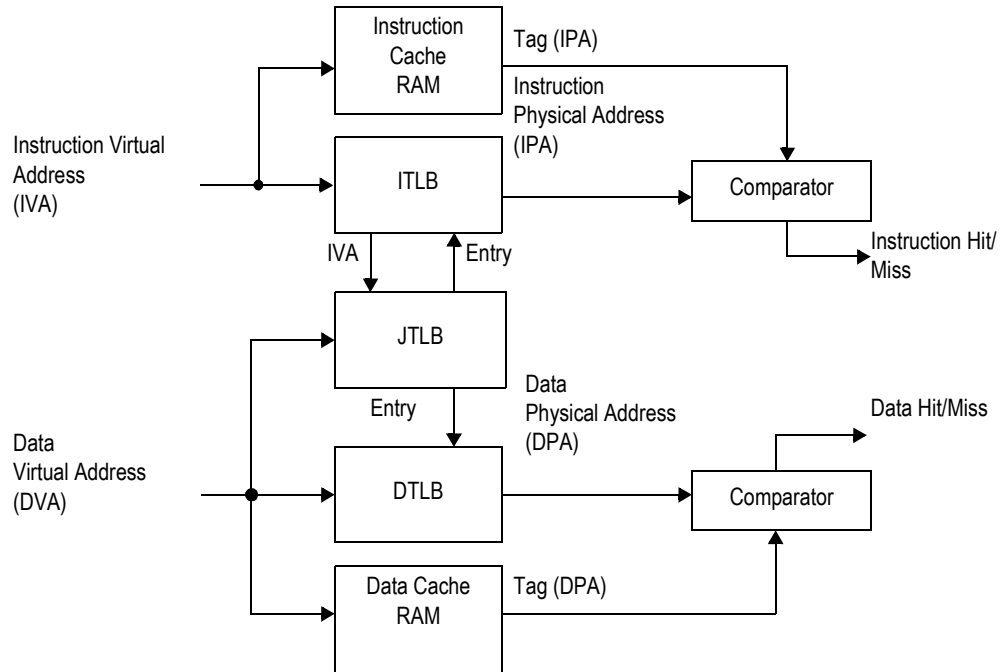 Instruction
Cache
RAM
Tag (IPA)
Instruction
Physical Address
(IPA)
Instruction Virtual
Address
(IVA)
ITLB
Comparator
IVA
Entry
Instruction Hit/
Miss
JTLB
Entry
Data
Physical Address
(DPA)
Data Hit/Miss
Data
Virtual Address
(DVA)
DTLB
Comparator
Data Cache
RAM
Tag (DPA)